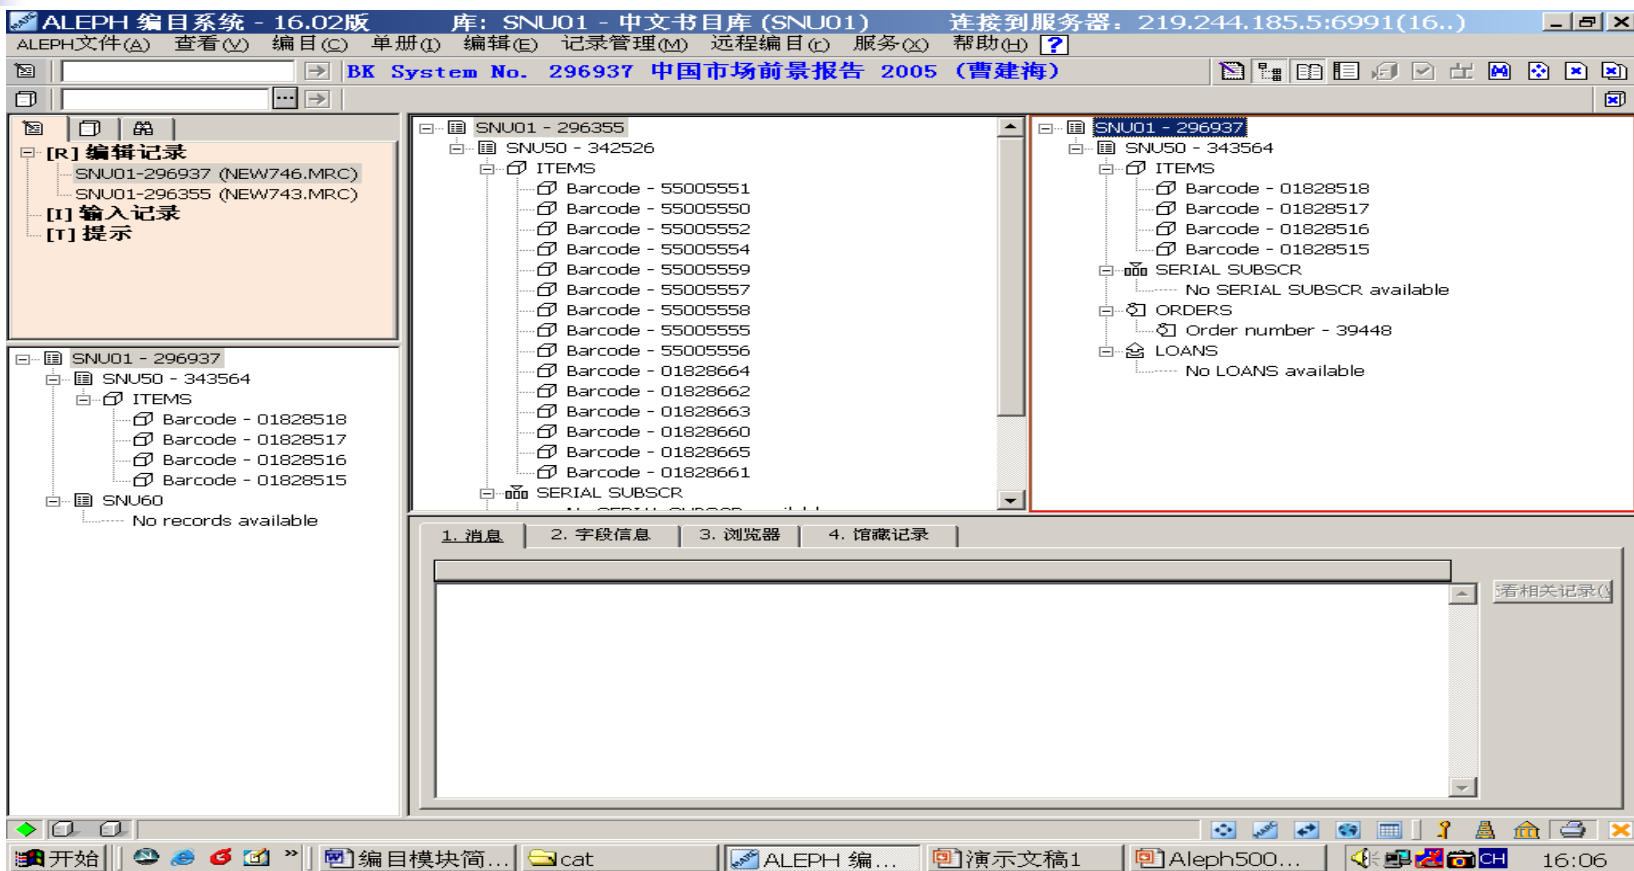 ALEPH 编目系统 - 16.02版 库: SNU01 - 中文书目库 (SNU01) 连接到服务器: 219.244.185.5:6991(16..)
ALEPH文件(A) 查看(V) 编目(C) 单册(I) 编辑(E) 记录管理(M) 远程编目(r) 服务(X) 帮助(H) ?
BK System No. 296937 中国市场前景报告 2005 (曹建海)
[R] 编辑记录
SNU01-296937 (NEW746.MRC)
SNU01-296355 (NEW743.MRC)
[I] 输入记录
[T] 提示
SNU01 - 296937
SNU50 - 343564
ITEMS
Barcode - 01828518
Barcode - 01828517
Barcode - 01828516
Barcode - 01828515
SNU60
No records available
SNU01 - 296355
SNU50 - 342526
ITEMS
Barcode - 55005551
Barcode - 55005550
Barcode - 55005552
Barcode - 55005554
Barcode - 55005559
Barcode - 55005557
Barcode - 55005558
Barcode - 55005555
Barcode - 55005556
Barcode - 01828664
Barcode - 01828662
Barcode - 01828663
Barcode - 01828660
Barcode - 01828665
Barcode - 01828661
SERIAL SUBSCR
SNU01 - 296937
SNU50 - 343564
ITEMS
Barcode - 01828518
Barcode - 01828517
Barcode - 01828516
Barcode - 01828515
SERIAL SUBSCR
No SERIAL SUBSCR available
ORDERS
Order number - 39448
LOANS
No LOANS available
1. 消息 2. 字段信息 3. 浏览器 4. 馆藏记录
看相关记录(
开始 » 编目模块简... cat ALEPH 编... 演示文稿1 Aleph500... CH 16:06